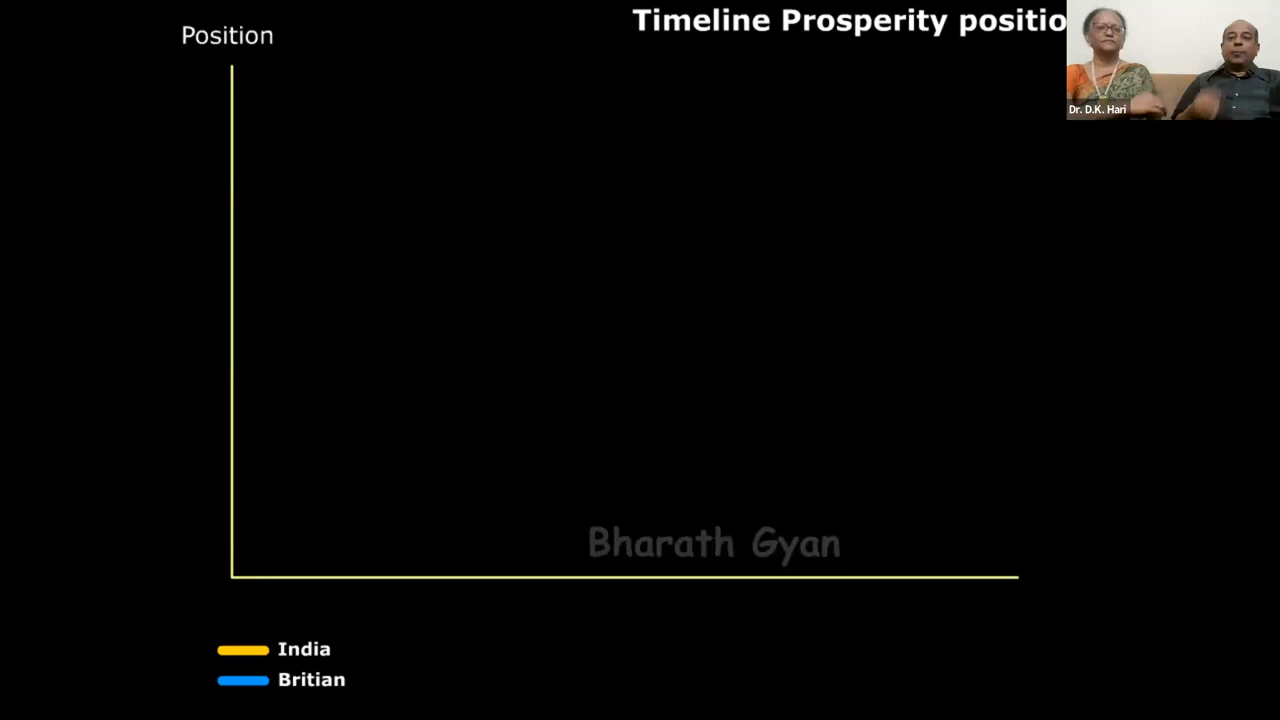 Position
Timeline Prosperity positio
Dr. D.K. Hari
Bharath Gyan
India
Britian